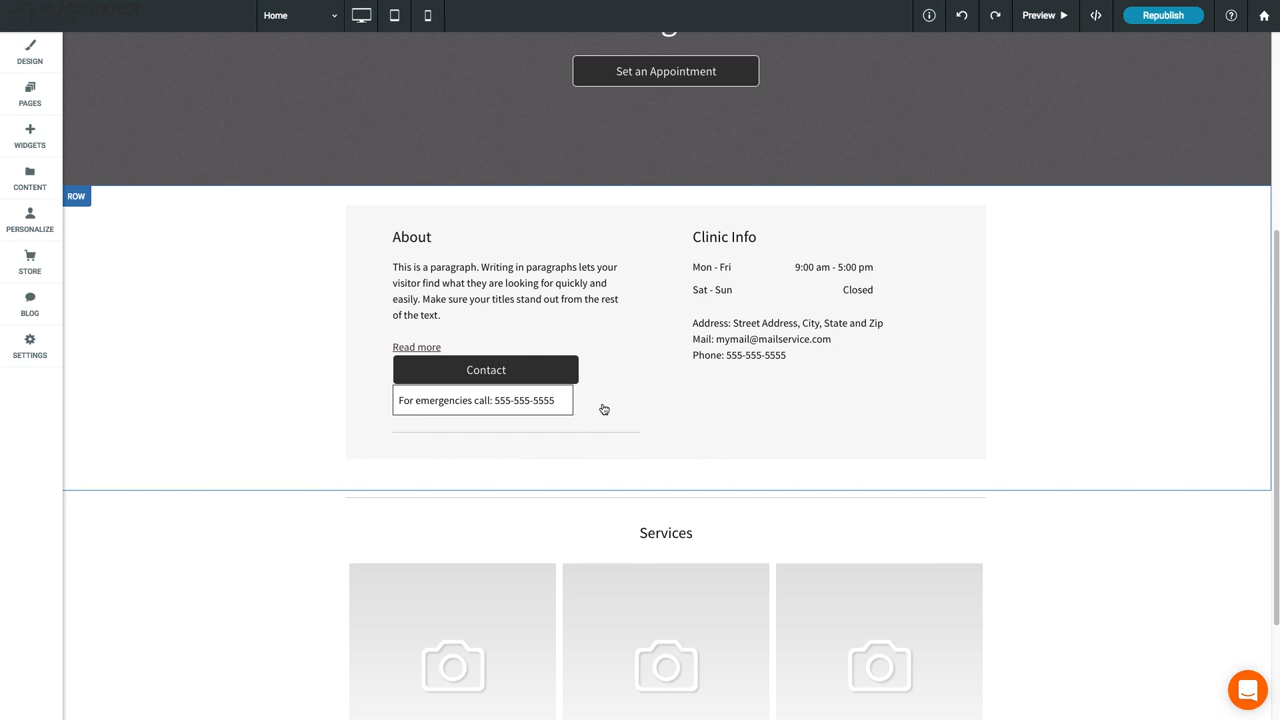 PLACEHOLDER
Home
Preview
Republish
DESIGN
PAGES
WIDGETS
CONTENT
PERSONALIZE
STORE
BLOG
SETTINGS
Set an Appointment
ROW
About
This is a paragraph. Writing in paragraphs lets your
visitor find what they are looking for quickly and
easily. Make sure your titles stand out from the rest
of the text.
Read more
Contact
For emergencies call: 555-555-5555
Clinic Info
Mon - Fri 9:00 am - 5:00 pm
Sat - Sun Closed
Address: Street Address, City, State and Zip
Mail: mymail@mailservice.com
Phone: 555-555-5555
Services